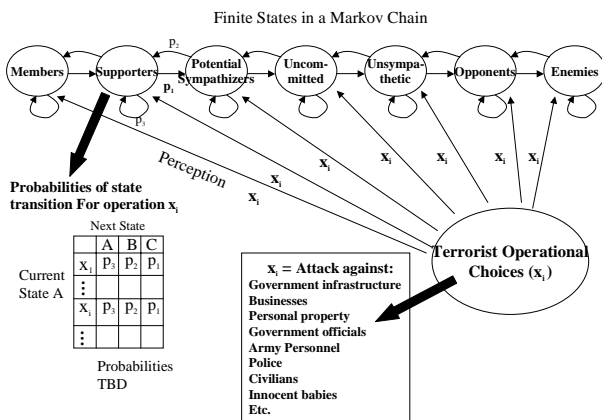 Finite States in a Markov Chain
p₂
Members
Supporters
Potential
Sympathizers
Uncom-
mitted
Unsympa-
thetic
Opponents
Enemies
p₁
p₃
Perception
xᵢ
xᵢ
xᵢ
xᵢ
xᵢ
xᵢ
xᵢ
Probabilities of state
transition For operation xᵢ
Next State
A B C
Current
State A
x₁ p₃ p₂ p₁
⋮
xᵢ p₃ p₂ p₁
⋮
Probabilities
TBD
xᵢ = Attack against:
Government infrastructure
Businesses
Personal property
Government officials
Army Personnel
Police
Civilians
Innocent babies
Etc.
Terrorist Operational
Choices (xᵢ)